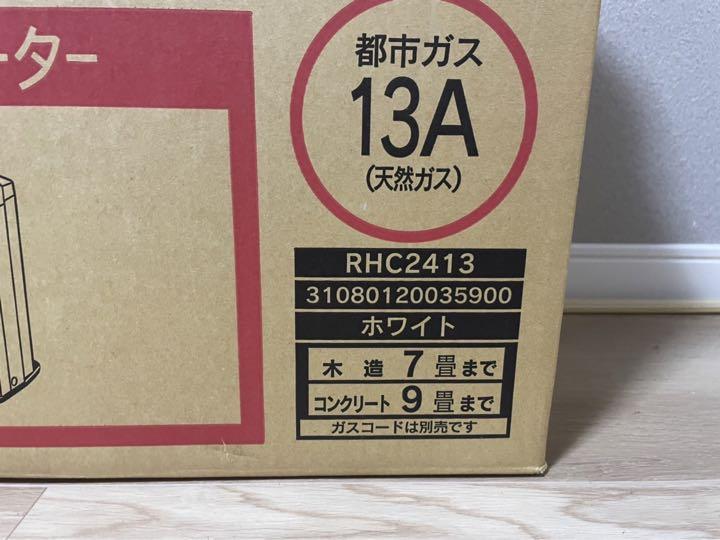 ーター
都市ガス
13A
(天然ガス)
RHC2413
31080120035900
ホワイト
木造 7畳まで
コンクリート 9畳まで
ガスコードは別売です